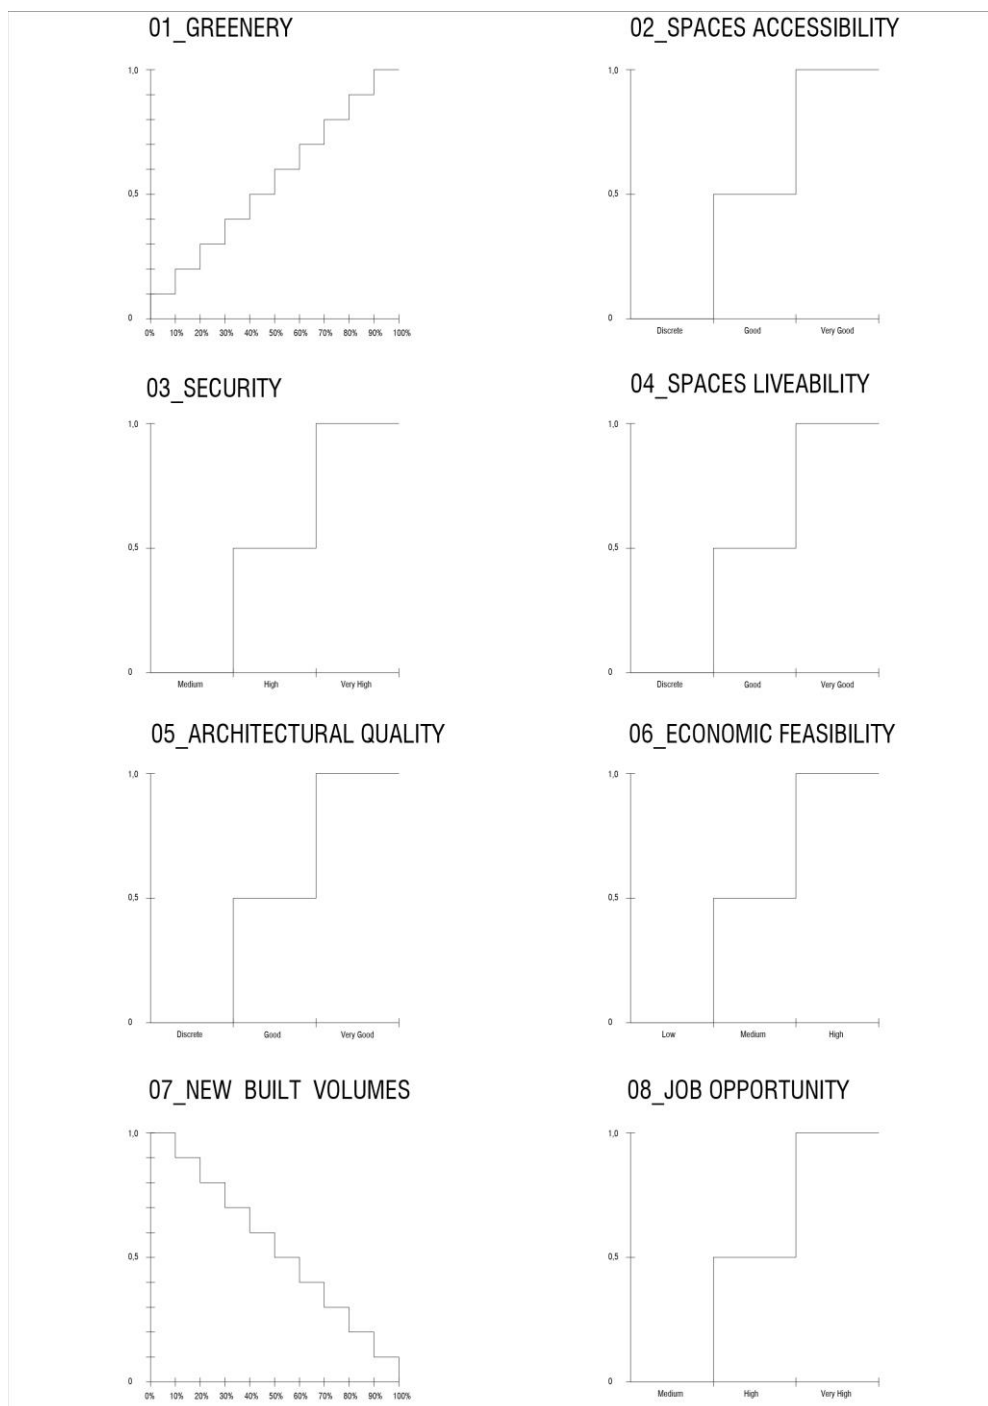 01_GREENERY
1,0
0,5
0
0% 10% 20% 30% 40% 50% 60% 70% 80% 90% 100%
02_SPACES ACCESSIBILITY
1,0
0,5
0
Discrete Good Very Good
03_SECURITY
1,0
0,5
0
Medium High Very High
04_SPACES LIVEABILITY
1,0
0,5
0
Discrete Good Very Good
05_ARCHITECTURAL QUALITY
1,0
0,5
0
Discrete Good Very Good
06_ECONOMIC FEASIBILITY
1,0
0,5
0
Low Medium High
07_NEW BUILT VOLUMES
1,0
0,5
0
0% 10% 20% 30% 40% 50% 60% 70% 80% 90% 100%
08_JOB OPPORTUNITY
1,0
0,5
0
Medium High Very High